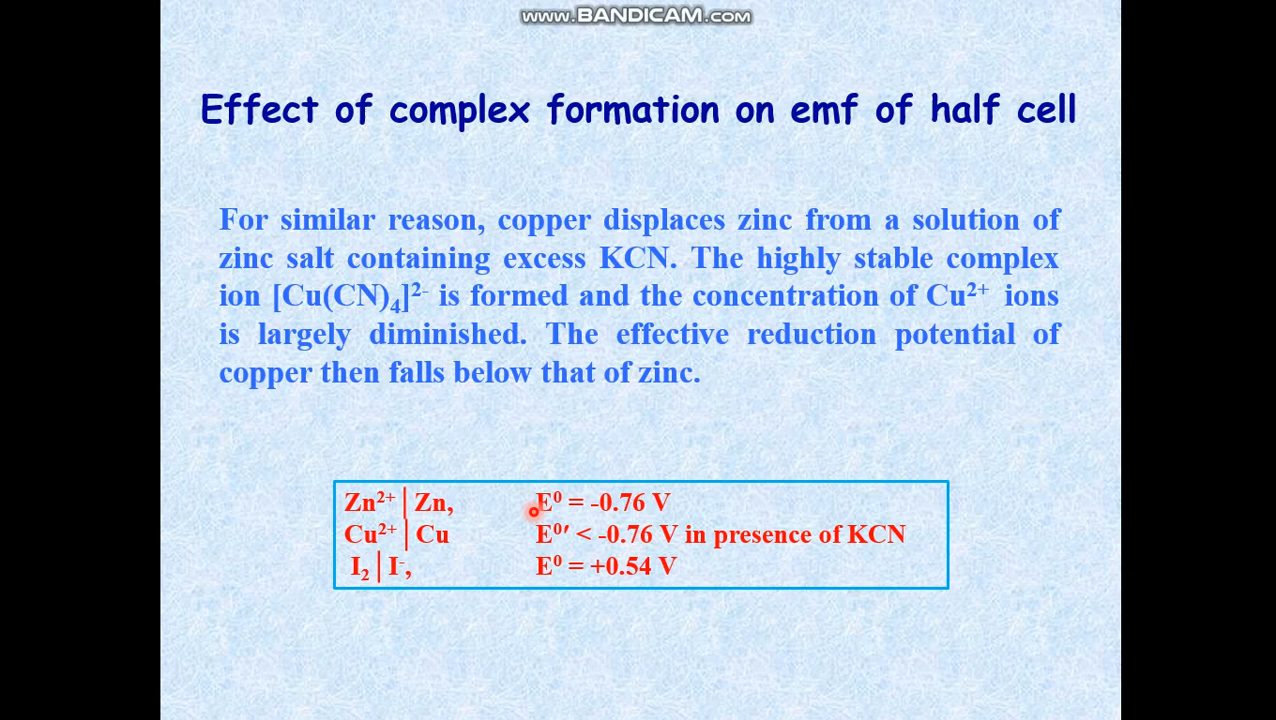 www.BANDICAM.com
Effect of complex formation on emf of half cell
For similar reason, copper displaces zinc from a solution of
zinc salt containing excess KCN. The highly stable complex
ion [Cu(CN)₄]²⁻ is formed and the concentration of Cu²⁺ ions
is largely diminished. The effective reduction potential of
copper then falls below that of zinc.
Zn²⁺│Zn, E⁰ = -0.76 V
Cu²⁺│Cu E⁰′ < -0.76 V in presence of KCN
I₂│I⁻, E⁰ = +0.54 V